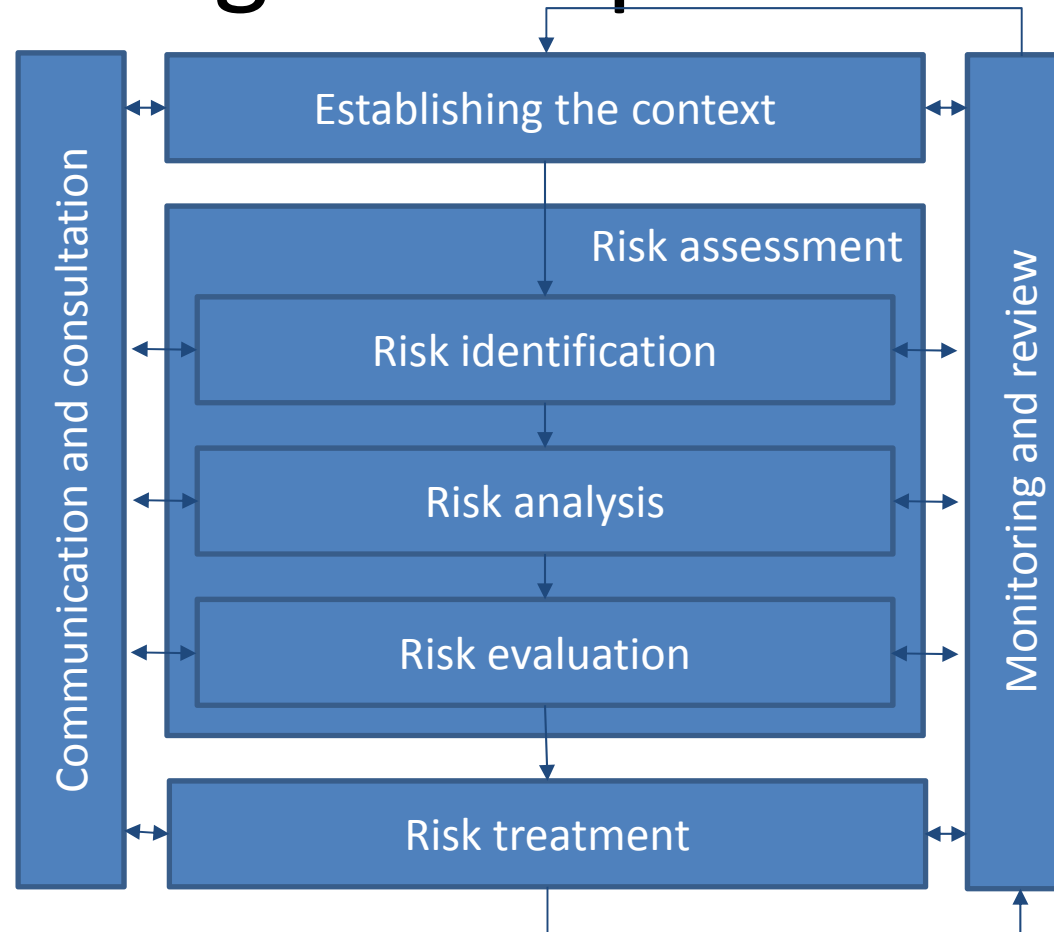 Communication and consultation
Establishing the context
Risk assessment
Risk identification
Risk analysis
Risk evaluation
Risk treatment
Monitoring and review